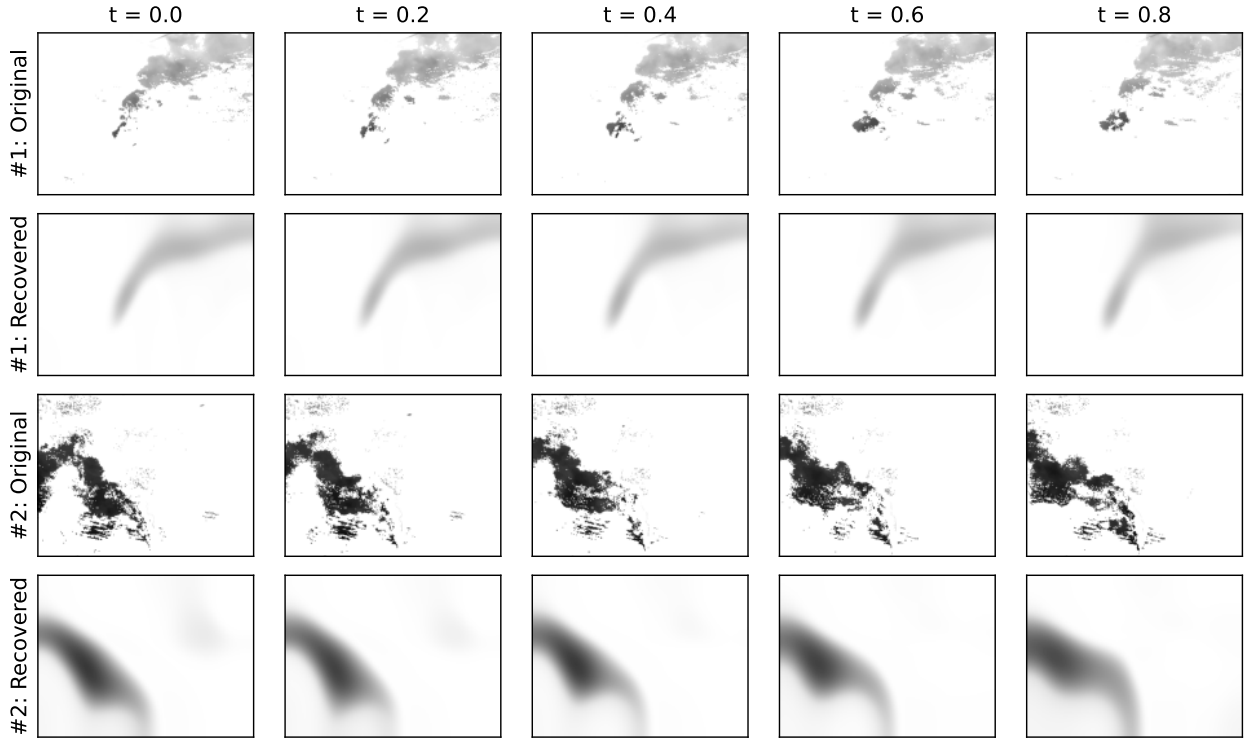 t = 0.0 t = 0.2 t = 0.4 t = 0.6 t = 0.8
#1: Original
#1: Recovered
#2: Original
#2: Recovered